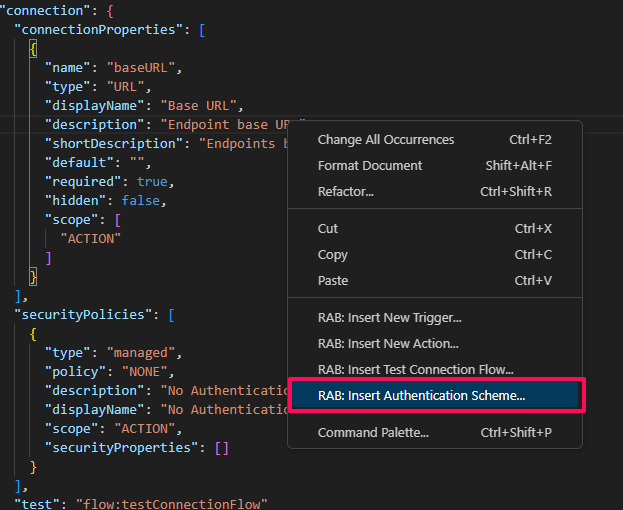 "connection": {
"connectionProperties": [
{
"name": "baseURL",
"type": "URL",
"displayName": "Base URL",
"description": "Endpoint base UR
"shortDescription": "Endpoints b
"default": "",
"required": true,
"hidden": false,
"scope": [
"ACTION"
]
}
],
"securityPolicies": [
{
"type": "managed",
"policy": "NONE",
"description": "No Authenticatio
"displayName": "No Authenticatio
"scope": "ACTION",
"securityProperties": []
}
],
"test": "flow:testConnectionFlow"
Change All Occurrences Ctrl+F2
Format Document Shift+Alt+F
Refactor... Ctrl+Shift+R
Cut Ctrl+X
Copy Ctrl+C
Paste Ctrl+V
RAB: Insert New Trigger...
RAB: Insert New Action...
RAB: Insert Test Connection Flow...
RAB: Insert Authentication Scheme...
Command Palette... Ctrl+Shift+P